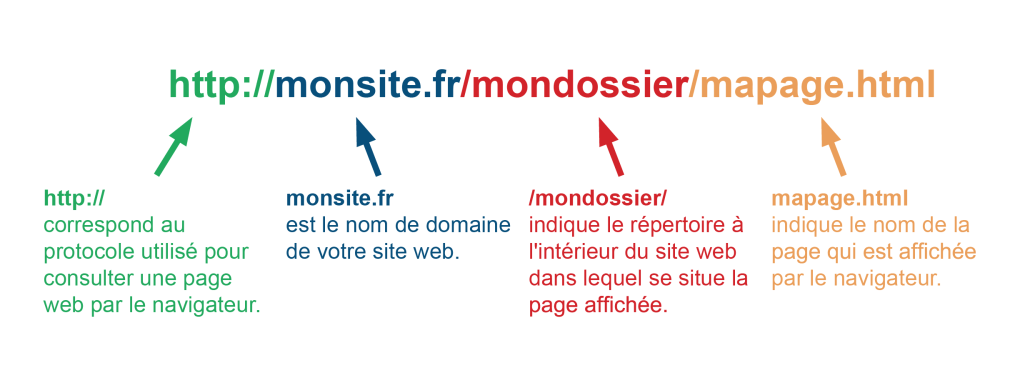 http://monsite.fr/mondossier/mapage.html
http://
correspond au
protocole utilisé pour
consulter une page
web par le navigateur.
monsite.fr
est le nom de domaine
de votre site web.
/mondossier/
indique le répertoire à
l'intérieur du site web
dans lequel se situe la
page affichée.
mapage.html
indique le nom de la
page qui est affichée
par le navigateur.